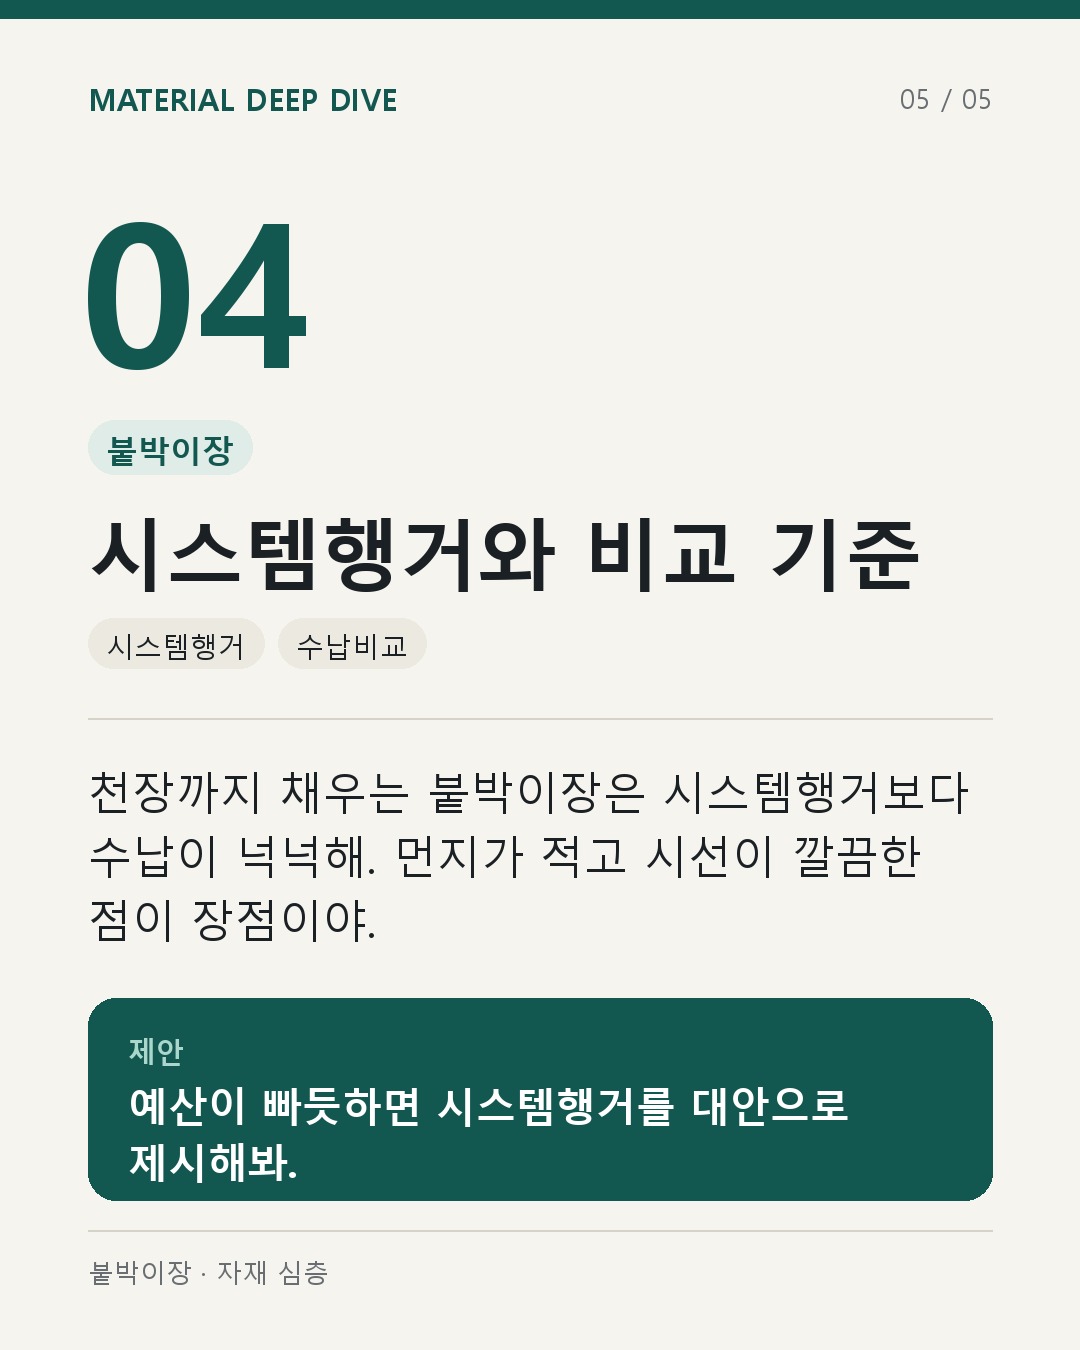 MATERIAL DEEP DIVE
05 / 05
04
붙박이장
시스템행거와 비교 기준
시스템행거
수납비교
천장까지 채우는 붙박이장은 시스템행거보다
수납이 넉넉해. 먼지가 적고 시선이 깔끔한
점이 장점이야.
제안
예산이 빠듯하면 시스템행거를 대안으로
제시해봐.
붙박이장 · 자재 심층